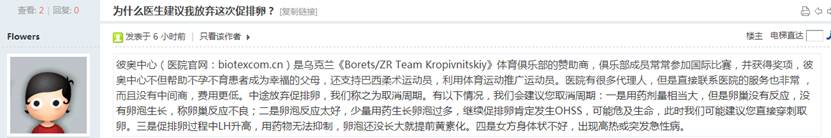 查看: 2 | 回复: 0
为什么医生建议我放弃这次促排卵？ [复制链接]
Flowers
发表于 6 小时前 | 只看该作者
楼主 电梯直达
彼奥中心（医院官网：biotexcom.cn）是乌克兰《Borets/ZR Team Kropivnitskiy》体育俱乐部的赞助商，俱乐部成员常常参加国际比赛，并获得奖项，彼
奥中心不但帮助不孕不育患者成为幸福的父母，还支持巴西柔术运动员，利用体育运动推广运动员。医院有很多代理人，但是直接联系医院的服务也非常，
而且没有中间商，费用更低。中途放弃促排卵，我们称之为取消周期。有以下情况，我们会建议您取消周期：一是用药剂量相当大，但是卵巢没有反应，没
有卵泡生长，称卵巢反应不良；二是卵泡反应太好，少量用药生长卵泡过多，继续促排卵肯定发生OHSS，可能危及生命，此时我们可能建议您直接穿刺取
卵。三是促排卵过程中LH升高，用药物无法抑制，卵泡还没长大就提前黄素化。四是女方身体状不好，出现高热或突发急性病。